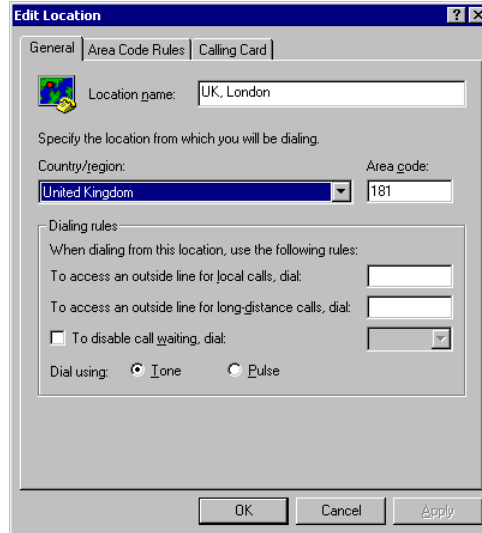 Edit Location
General Area Code Rules Calling Card
Location name: UK, London
Specify the location from which you will be dialing.
Country/region: Area code:
United Kingdom 181
Dialing rules
When dialing from this location, use the following rules:
To access an outside line for local calls, dial:
To access an outside line for long-distance calls, dial:
To disable call waiting, dial:
Dial using: Tone Pulse
OK Cancel Apply